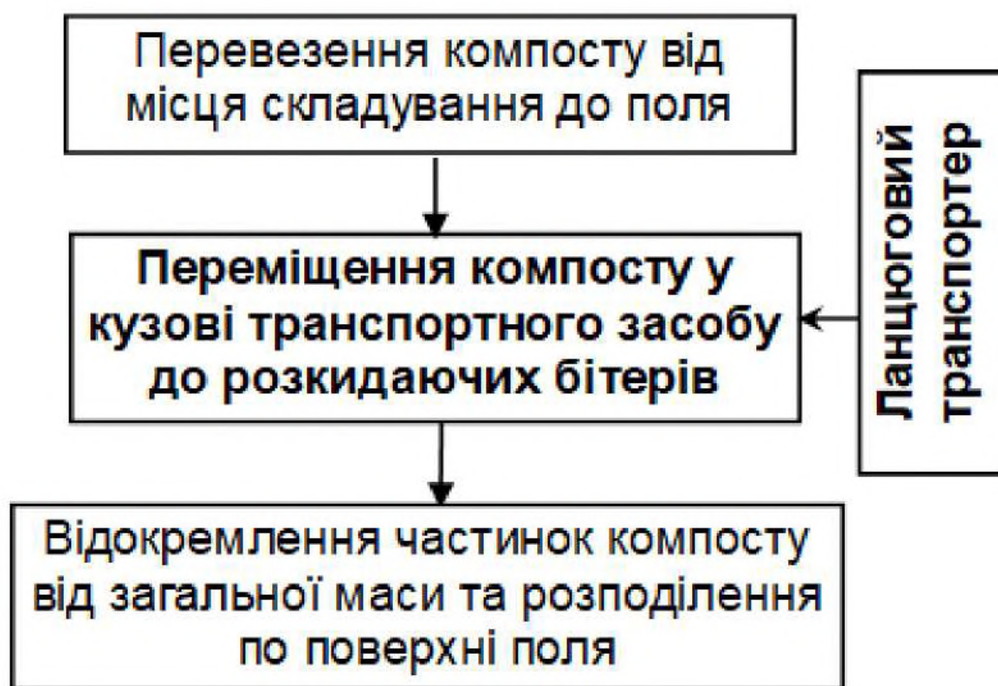 Перевезення компосту від
місця складування до поля
Переміщення компосту у
кузові транспортного засобу
до розкидаючих бітерів
Ланцюговий
транспортер
Відокремлення частинок компосту
від загальної маси та розподілення
по поверхні поля